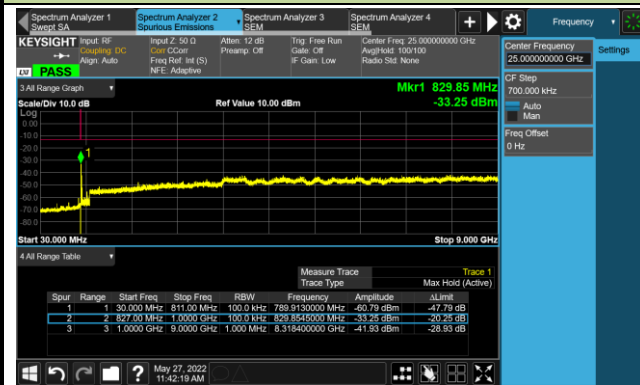 Spectrum Analyzer 1
Swept SA
Spectrum Analyzer 2
Spurious Emissions
Spectrum Analyzer 3
SEM
Spectrum Analyzer 4
SEM
Frequency
KEYSIGHT
Input: RF
Coupling: DC
Align: Auto
Input Z: 50 Ω
Corr CCorr
Freq Ref: Int (S)
NFE: Adaptive
Atten: 12 dB
Preamp: Off
Trig: Free Run
Gate: Off
IF Gain: Low
Center Freq: 25.000000000 GHz
Avg|Hold: 100/100
Radio Std: None
LXI PASS
Center Frequency
25.000000000 GHz
Settings
CF Step
700.000 kHz
Auto
Man
Freq Offset
0 Hz
3 All Range Graph
Mkr1 829.85 MHz
Scale/Div 10.0 dB
Ref Value 10.00 dBm
-33.25 dBm
Log
0.00
-10.0
-20.0
-30.0
-40.0
-50.0
-60.0
-70.0
-80.0
1
Start 30.000 MHz
Stop 9.000 GHz
4 All Range Table
Measure Trace Trace 1
Trace Type Max Hold (Active)
Spur Range Start Freq Stop Freq RBW Frequency Amplitude ΔLimit
1 1 30.000 MHz 811.00 MHz 100.0 kHz 789.9130000 MHz -60.79 dBm -47.79 dB
2 2 827.00 MHz 1.0000 GHz 100.0 kHz 829.8545000 MHz -33.25 dBm -20.25 dB
3 3 1.0000 GHz 9.0000 GHz 1.000 MHz 8.318400000 GHz -41.93 dBm -28.93 dB
?
May 27, 2022
11:42:19 AM